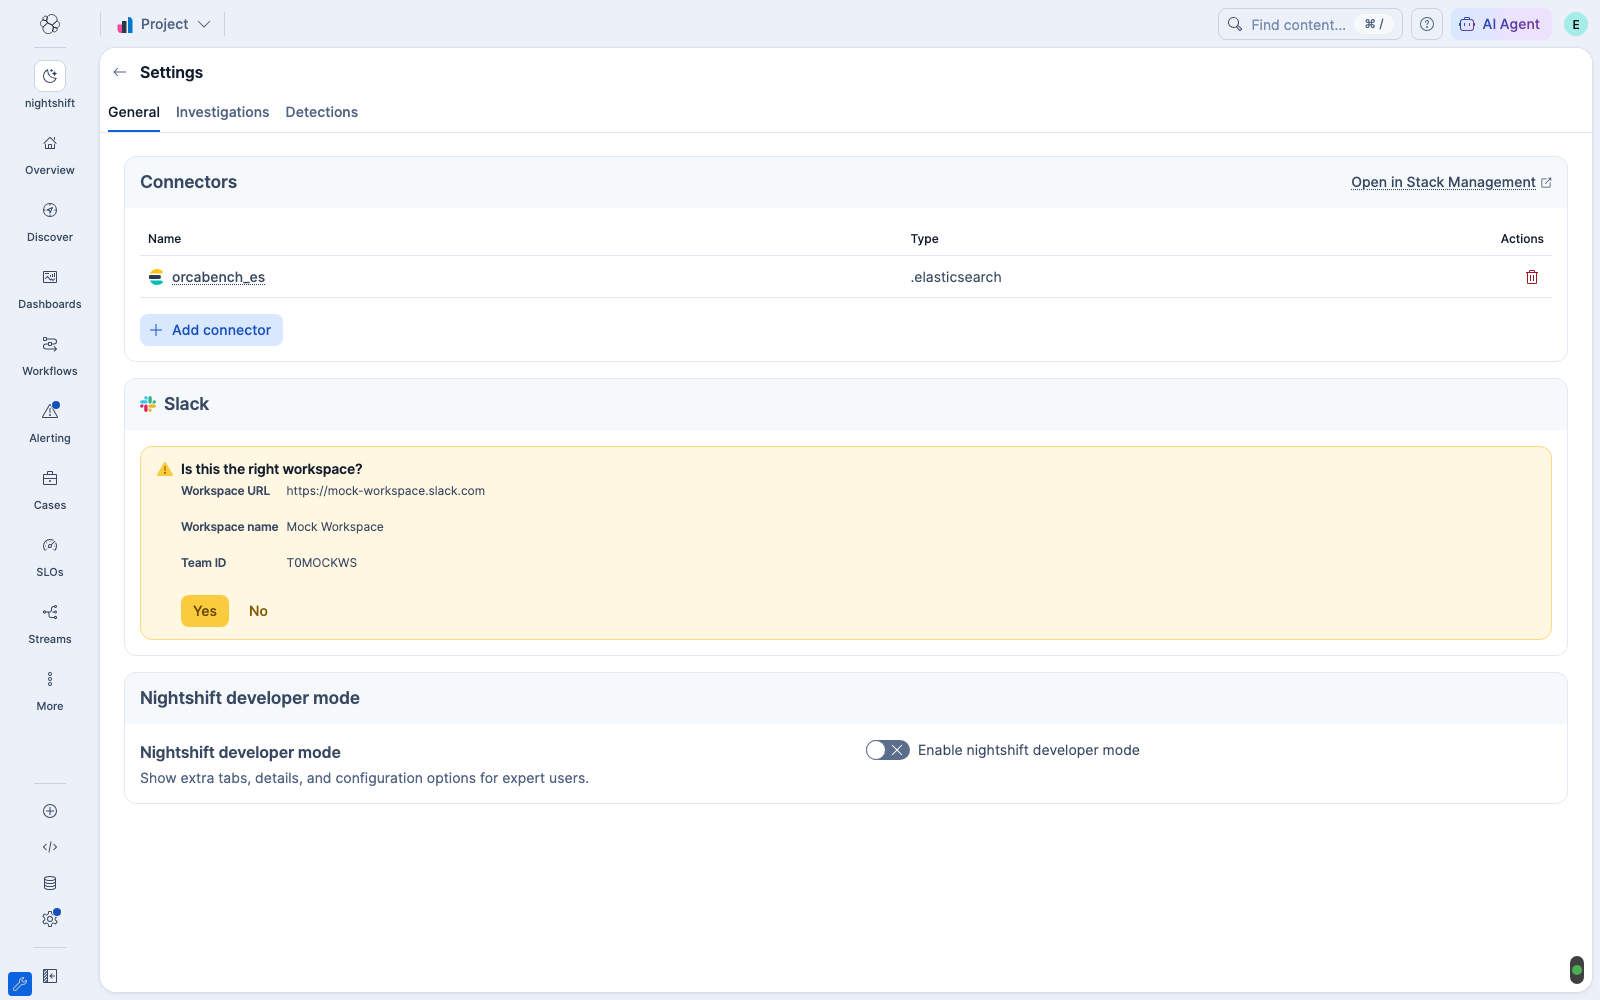 Project
Find content...
⌘ /
AI Agent
E
nightshift
Overview
Discover
Dashboards
Workflows
Alerting
Cases
SLOs
Streams
More
Settings
General Investigations Detections
Connectors
Open in Stack Management
Name Type Actions
orcabench_es .elasticsearch
Add connector
Slack
Is this the right workspace?
Workspace URL https://mock-workspace.slack.com
Workspace name Mock Workspace
Team ID T0MOCKWS
Yes No
Nightshift developer mode
Nightshift developer mode
Enable nightshift developer mode
Show extra tabs, details, and configuration options for expert users.